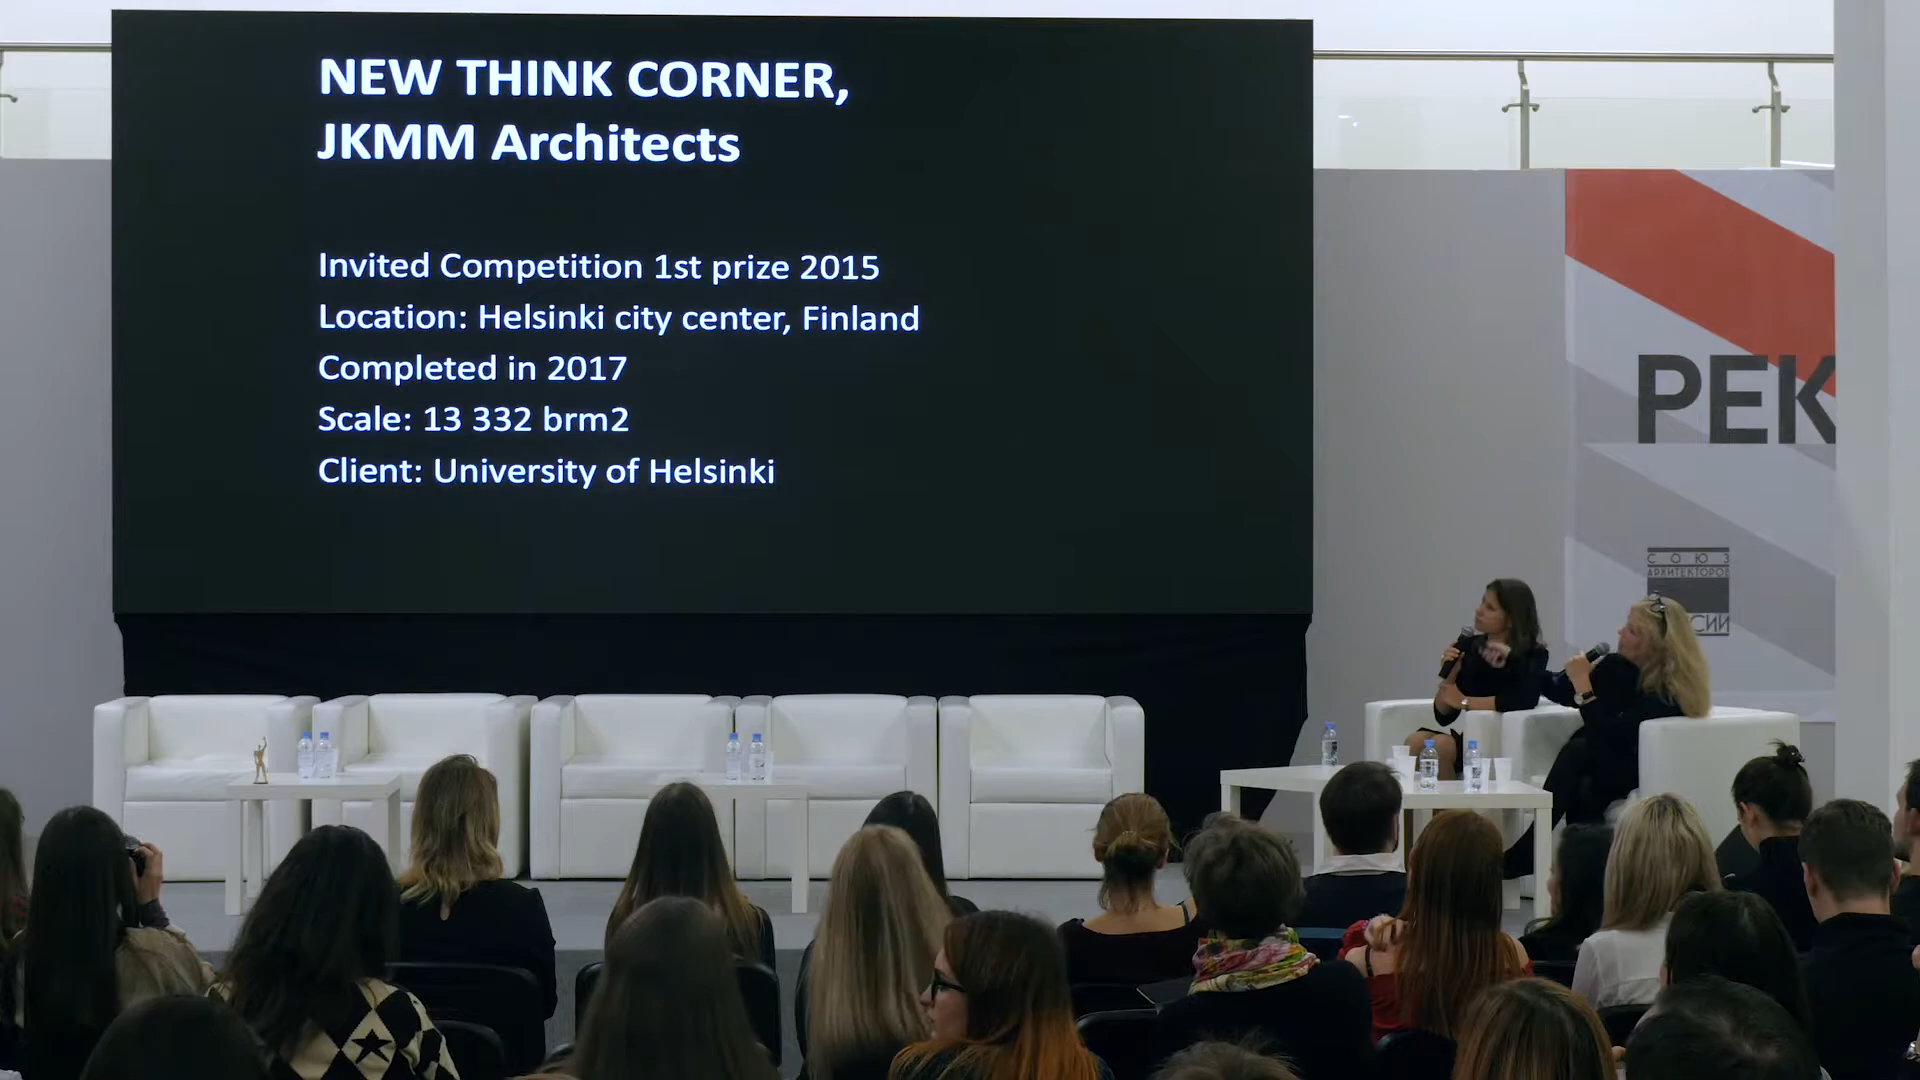 NEW THINK CORNER,
JKMM Architects
Invited Competition 1st prize 2015
Location: Helsinki city center, Finland
Completed in 2017
Scale: 13 332 brm2
Client: University of Helsinki
РЕК
СОЮЗ
АРХИТЕКТОРОВ